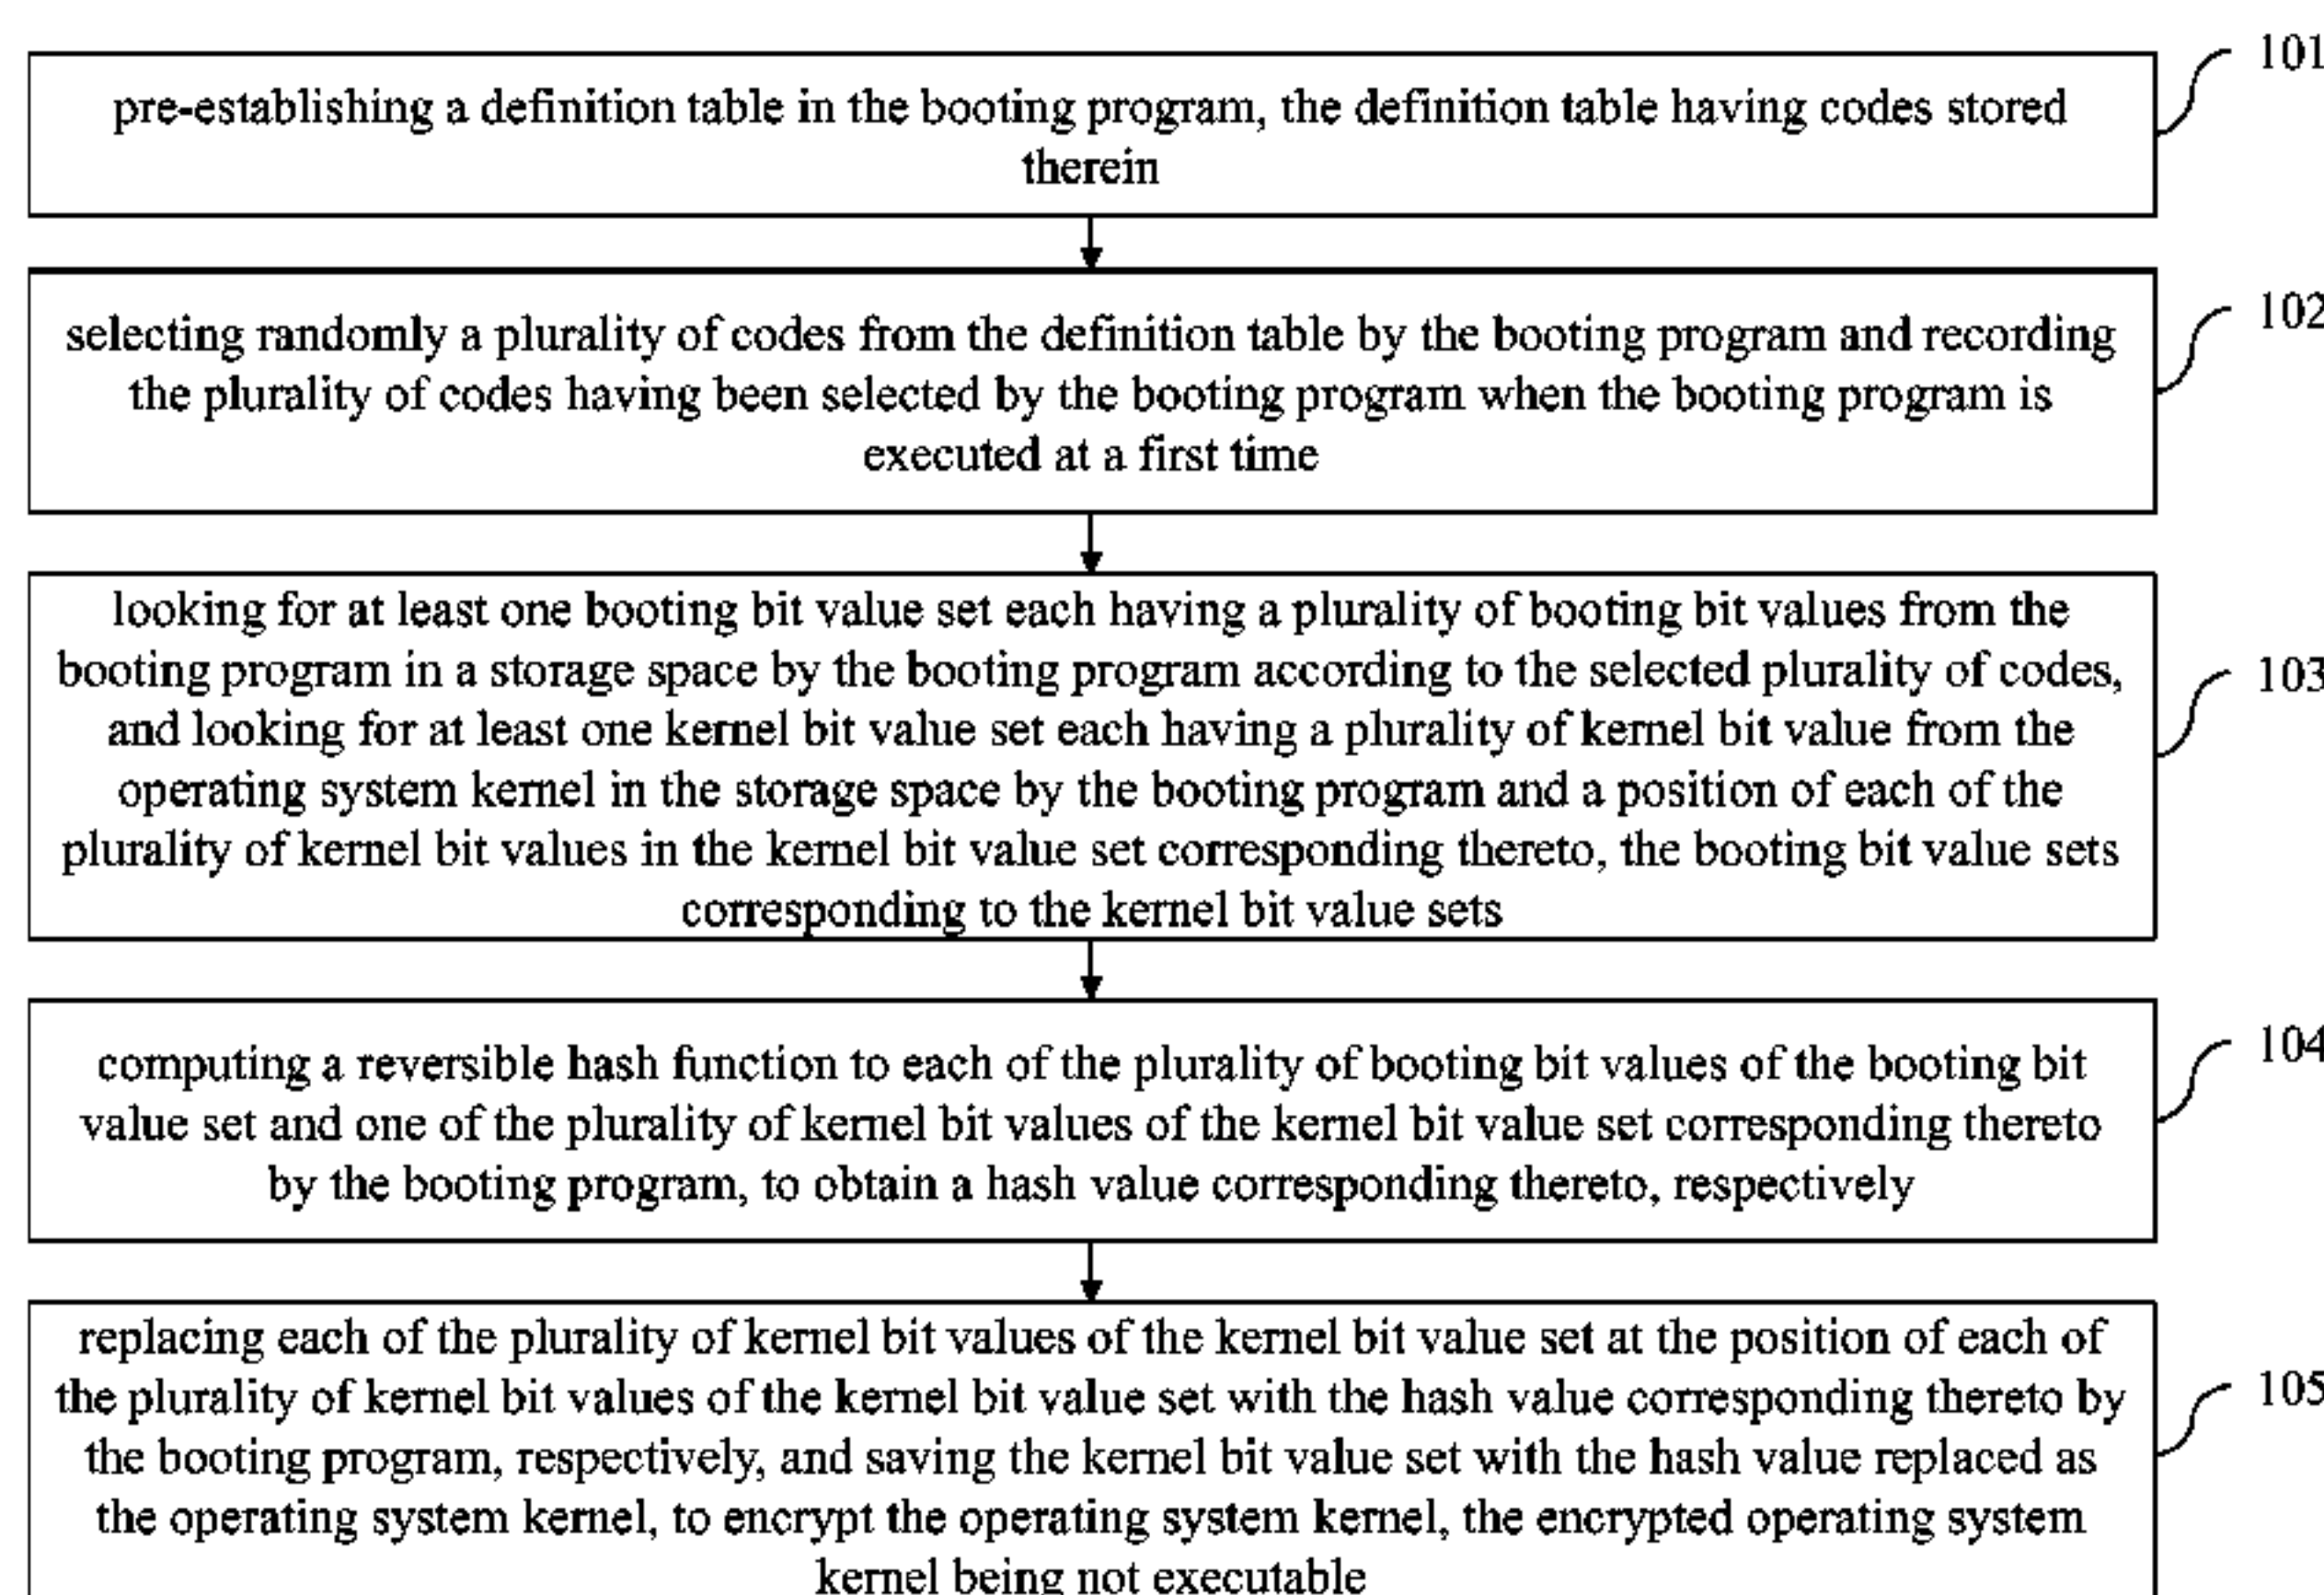 101
pre-establishing a definition table in the booting program, the definition table having codes stored
therein
102
selecting randomly a plurality of codes from the definition table by the booting program and recording
the plurality of codes having been selected by the booting program when the booting program is
executed at a first time
looking for at least one booting bit value set each having a plurality of booting bit values from the
booting program in a storage space by the booting program according to the selected plurality of codes,
103
and looking for at least one kernel bit value set each having a plurality of kernel bit value from the
operating system kernel in the storage space by the booting program and a position of each of the
plurality of kernel bit values in the kernel bit value set corresponding thereto, the booting bit value sets
corresponding to the kernel bit value sets
104
computing a reversible hash function to each of the plurality of booting bit values of the booting bit
value set and one of the plurality of kernel bit values of the kernel bit value set corresponding thereto
by the booting program, to obtain a hash value corresponding thereto, respectively
replacing each of the plurality of kernel bit values of the kernel bit value set at the position of each of
105
the plurality of kernel bit values of the kernel bit value set with the hash value corresponding thereto by
the booting program, respectively, and saving the kernel bit value set with the hash value replaced as
the operating system kernel, to encrypt the operating system kernel, the encrypted operating system
kernel being not executable